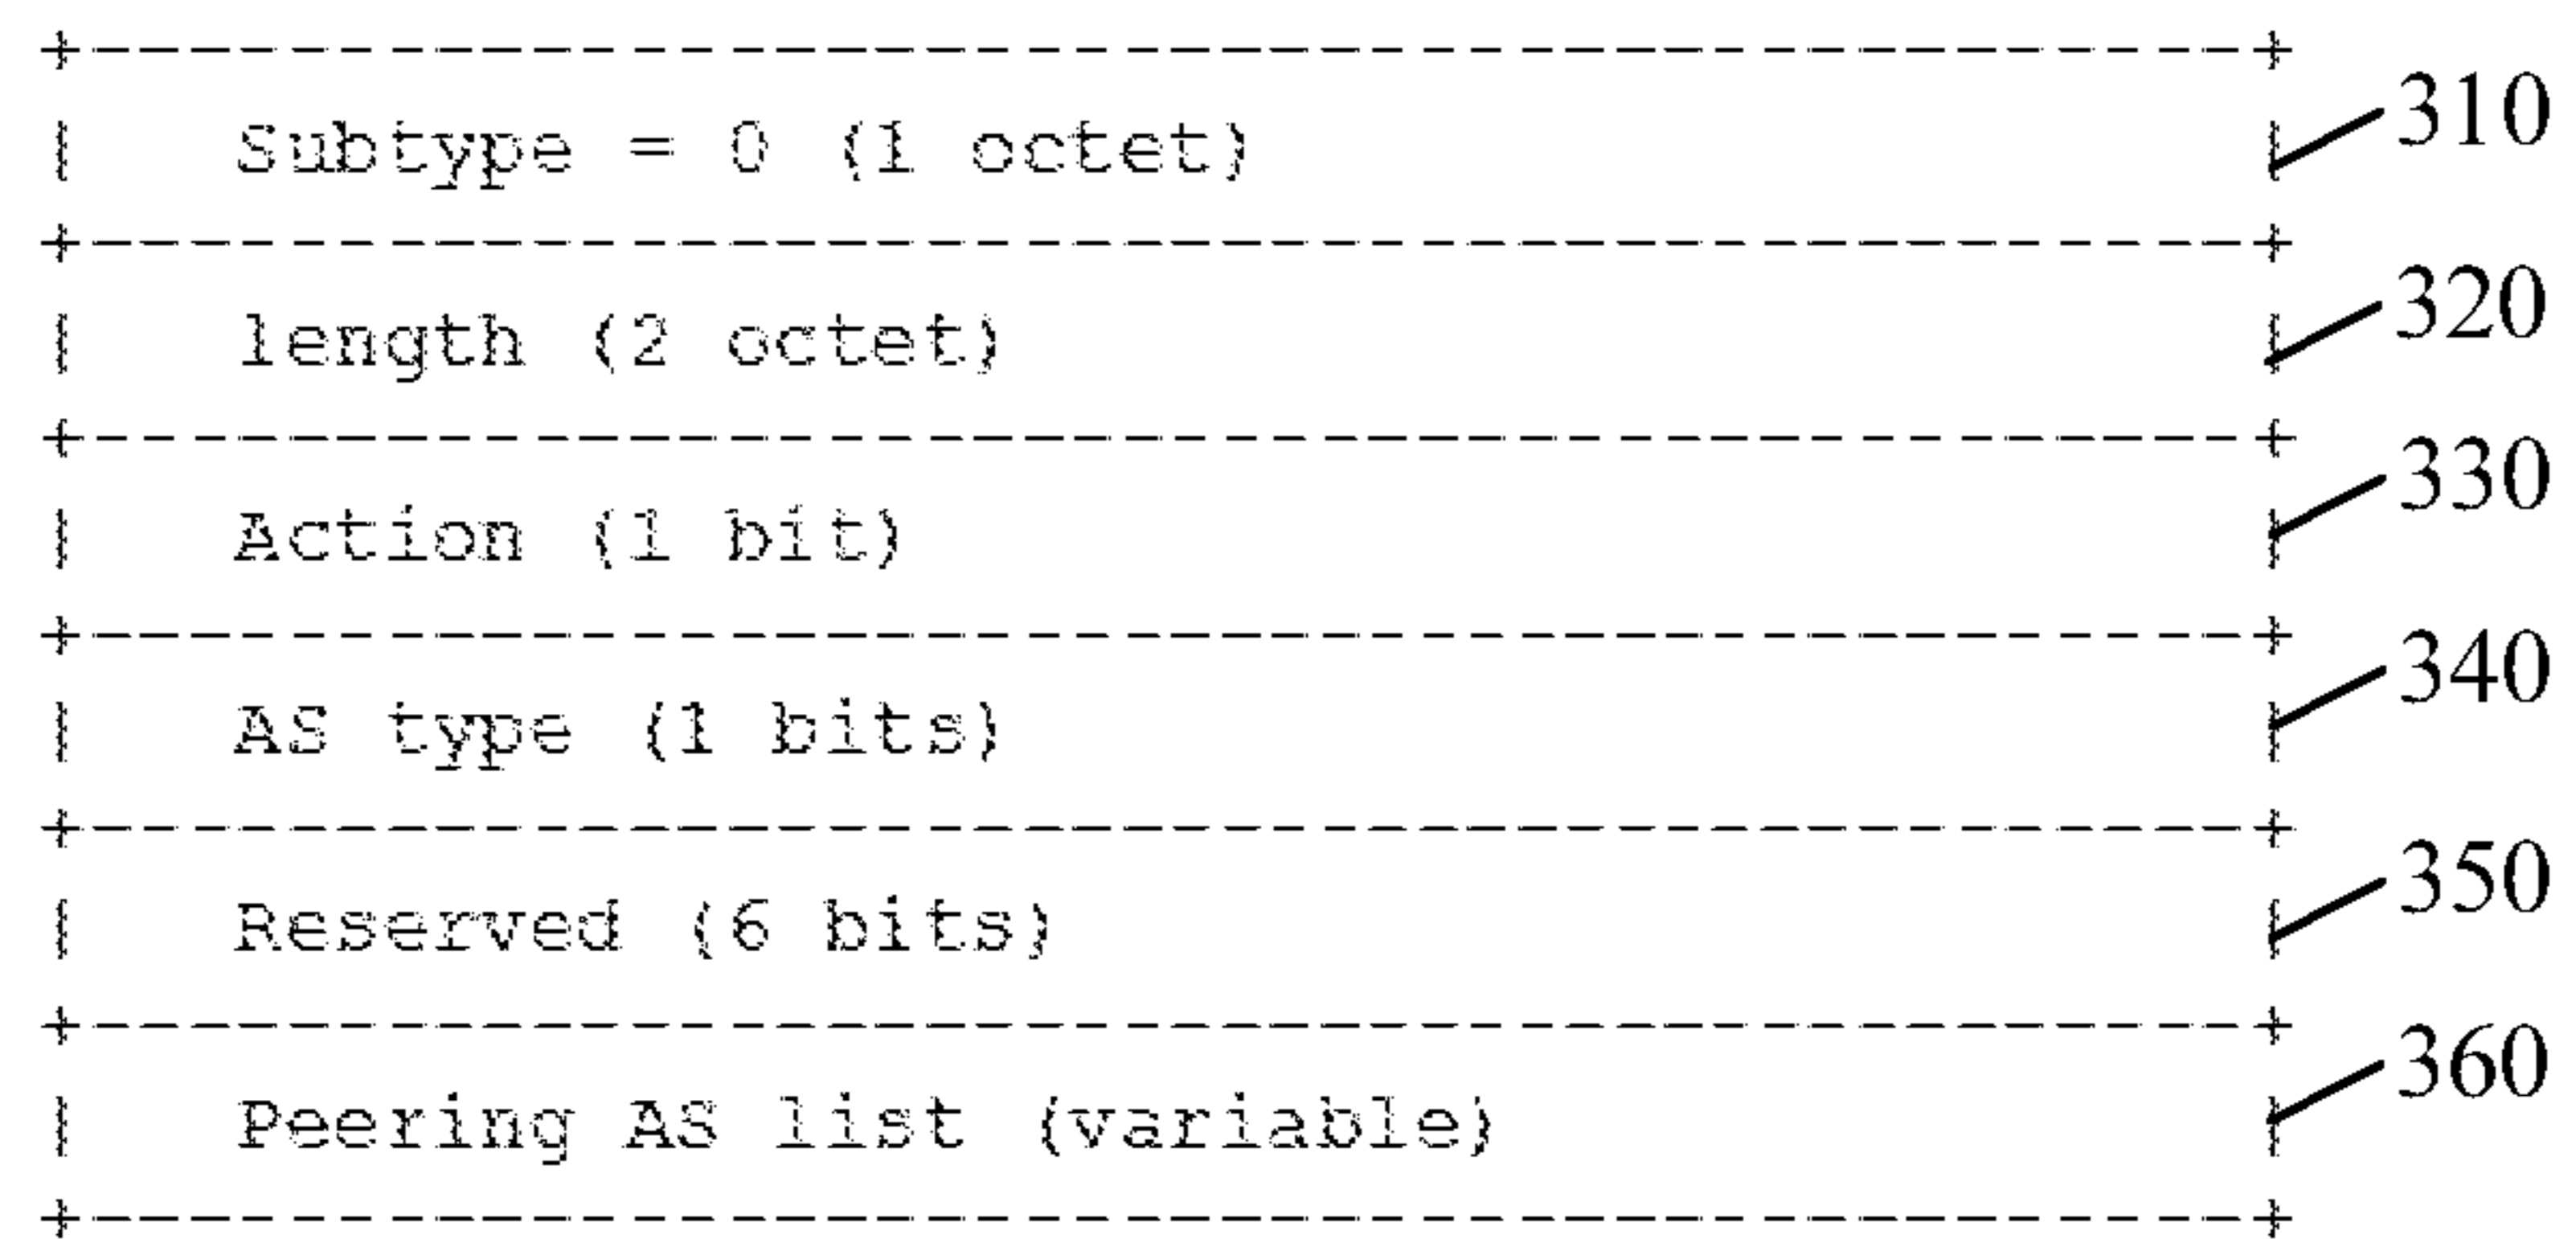 Subtype = 0 (1 octet) 310
length (2 octet) 320
Action (1 bit) 330
AS type (1 bits) 340
Reserved (6 bits) 350
Peering AS list (variable) 360